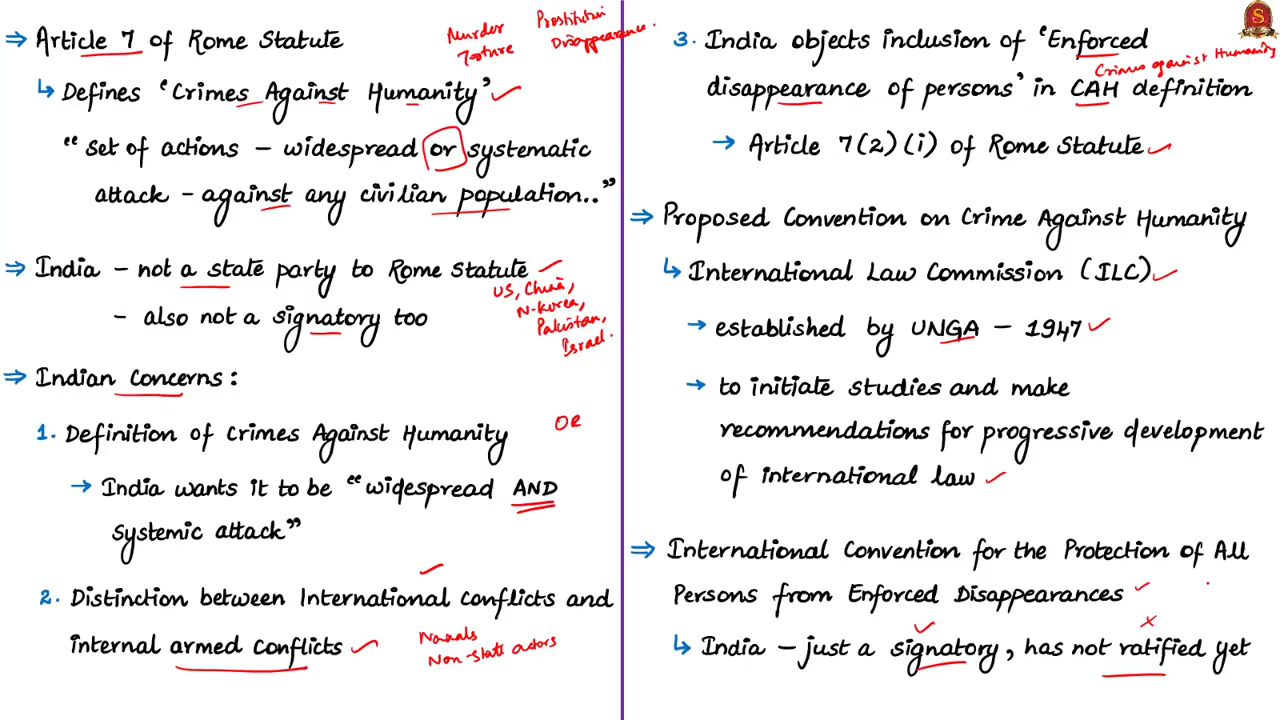 ⇒ Article 7 of Rome Statute
Murder
Torture
Prostitution
Disappearance.
↳ Defines "Crimes Against Humanity" ✓
"Set of actions - widespread or systematic
attack - against any civilian population.."
⇒ India - not a state party to Rome Statute ✓
- also not a signatory too
US, China,
N-Korea,
Pakistan,
Israel.
⇒ Indian Concerns:
1. Definition of Crimes Against Humanity
OR
→ India wants it to be "widespread AND
systemic attack"
2. Distinction between International Conflicts and
internal armed conflicts ✓
Naxals
Non-state actors
3. India objects inclusion of 'Enforced
Crimes against Humanity
disappearance of persons' in CAH definition
→ Article 7(2)(i) of Rome Statute ✓
⇒ Proposed Convention on Crime Against Humanity
↳ International Law Commission (ILC) ✓
→ established by UNGA - 1947 ✓
→ to initiate studies and make
recommendations for progressive development
of international law ✓
⇒ International Convention for the Protection of All
Persons from Enforced Disappearances ✓
↳ India - just a signatory, has not ratified yet
S